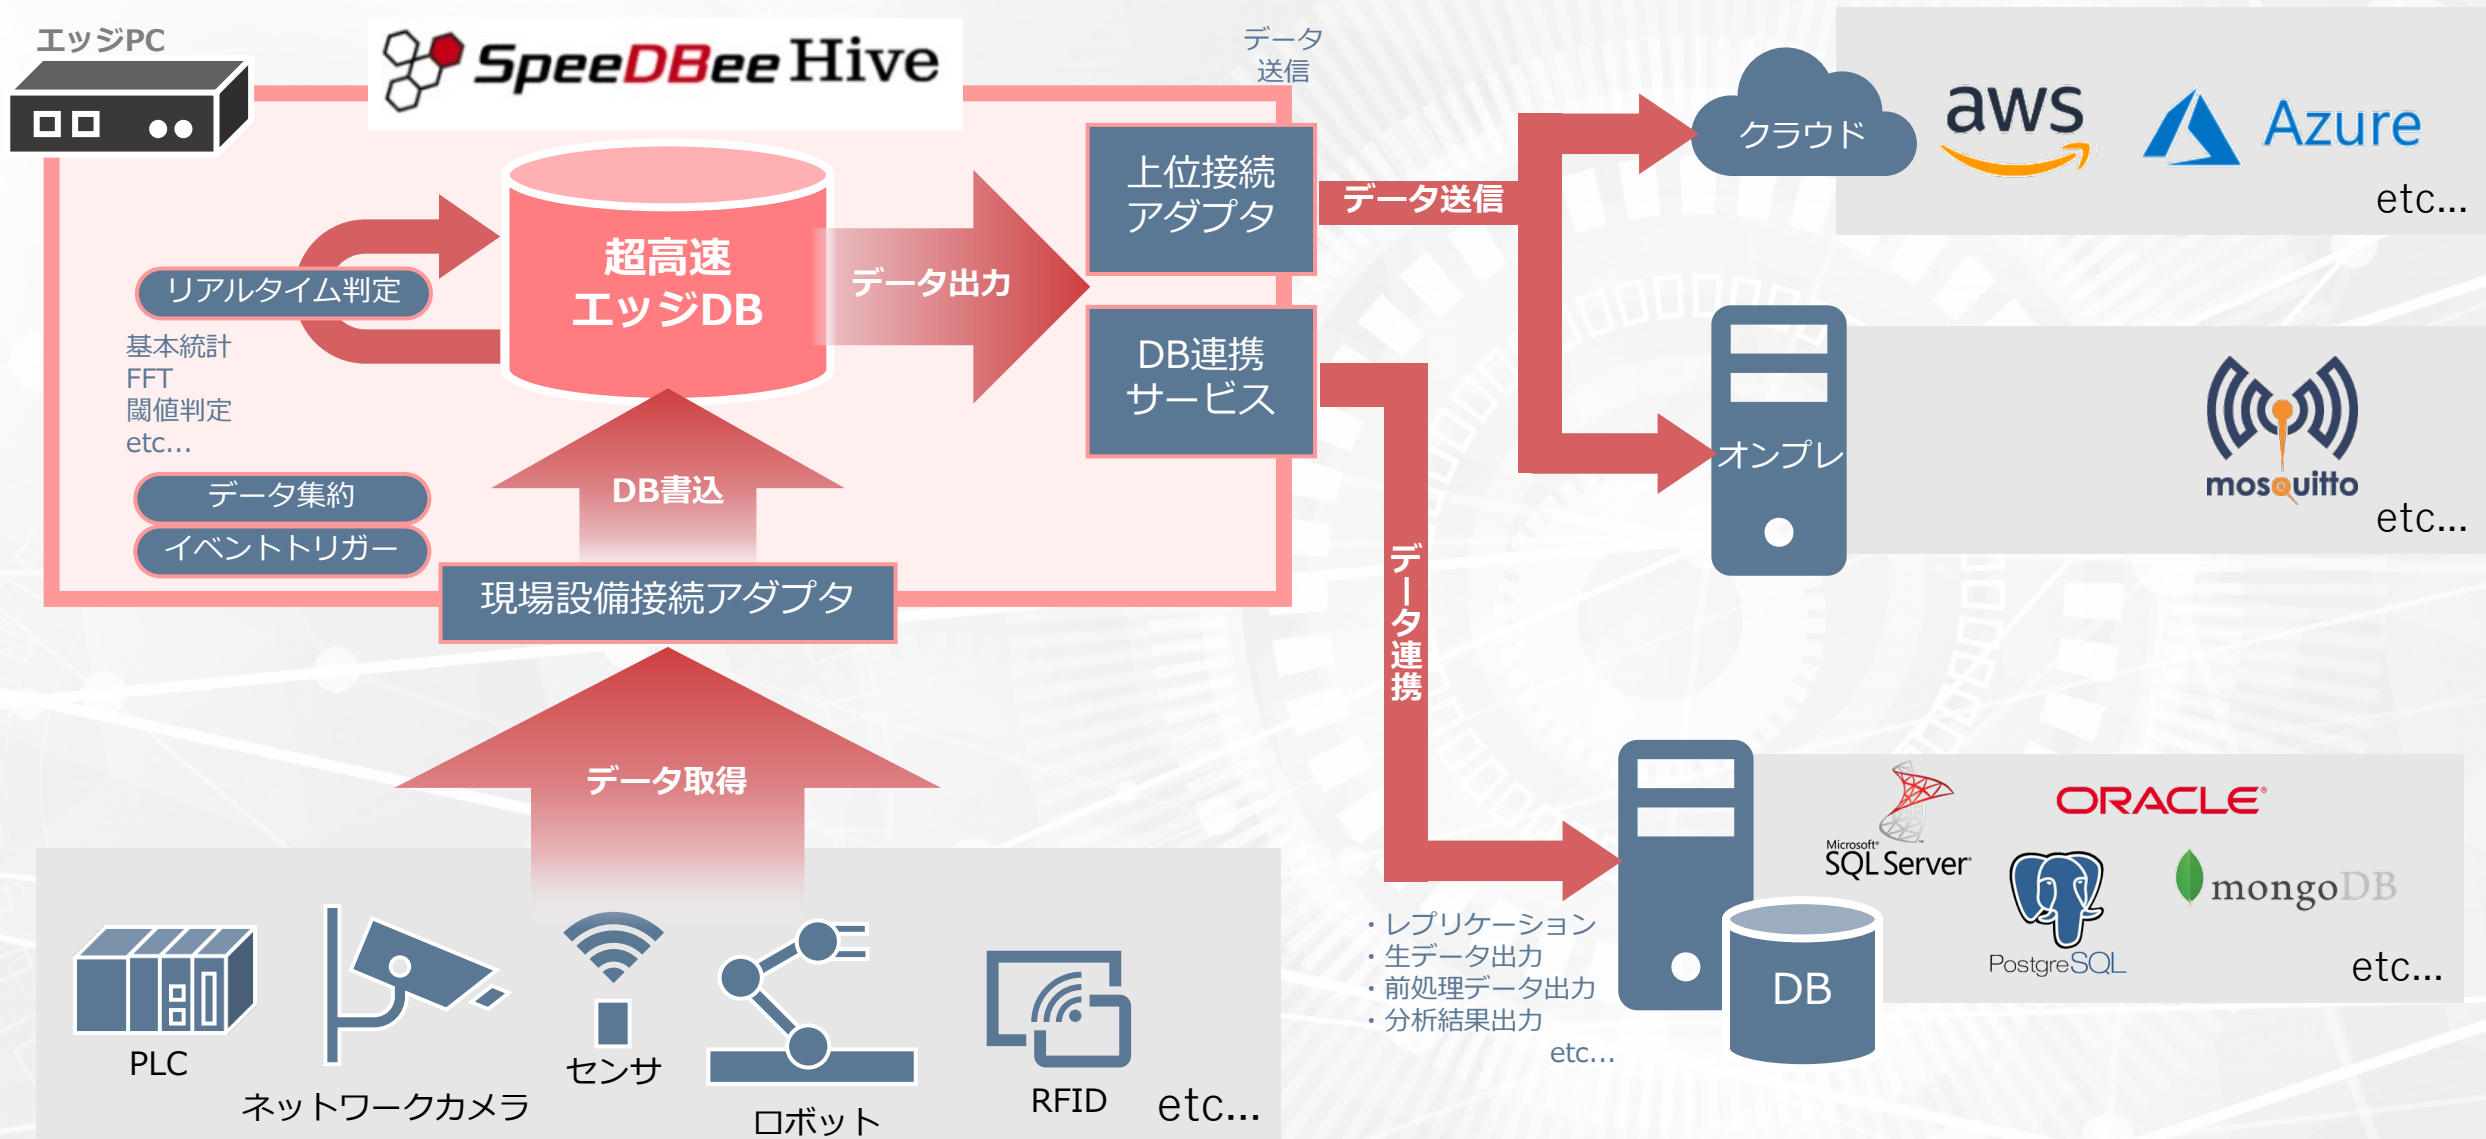 エッジPC
SpeeDBee Hive
データ
送信
超高速
エッジDB
リアルタイム判定
基本統計
FFT
閾値判定
etc...
データ集約
イベントトリガー
データ出力
上位接続
アダプタ
DB連携
サービス
DB書込
現場設備接続アダプタ
データ取得
PLC
ネットワークカメラ
センサ
ロボット
RFID
etc...
データ送信
クラウド
aws
Azure
etc...
オンプレ
mosquitto
etc...
データ連携
・レプリケーション
・生データ出力
・前処理データ出力
・分析結果出力
etc...
DB
Microsoft®
SQL Server®
ORACLE®
PostgreSQL
mongoDB
etc...